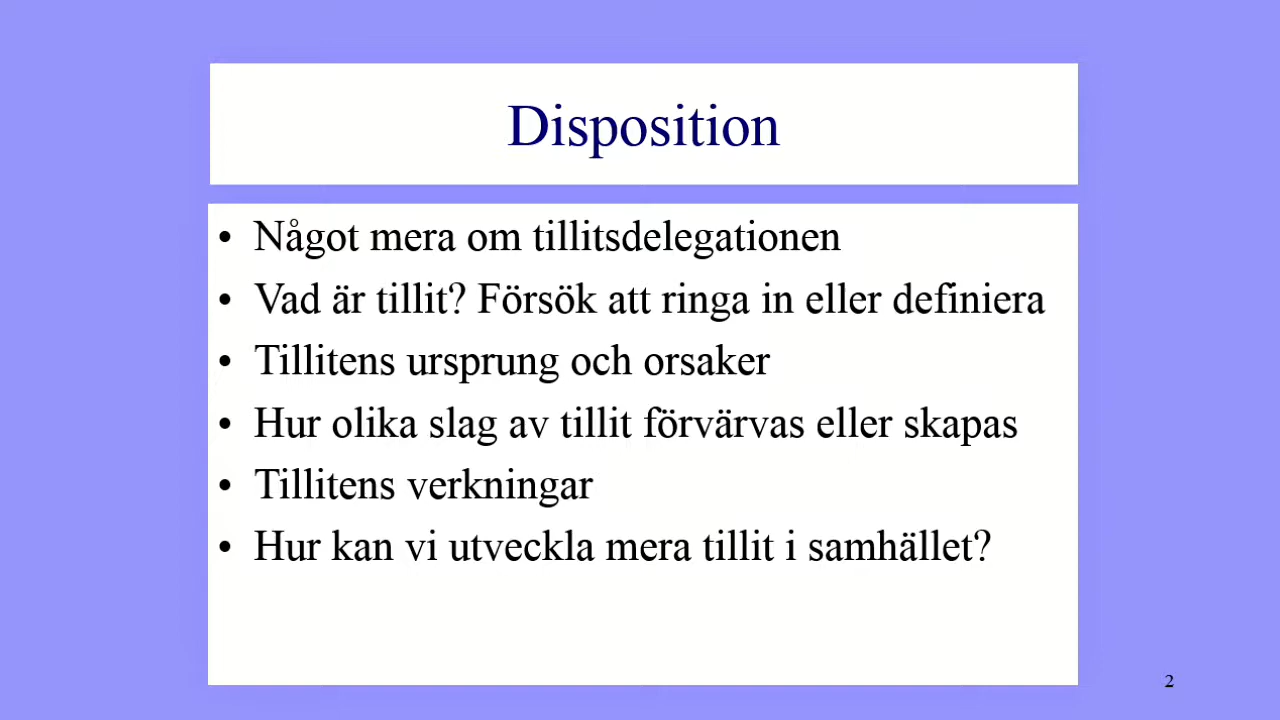 Disposition
• Något mera om tillitsdelegationen
• Vad är tillit? Försök att ringa in eller definiera
• Tillitens ursprung och orsaker
• Hur olika slag av tillit förvärvas eller skapas
• Tillitens verkningar
• Hur kan vi utveckla mera tillit i samhället?
2